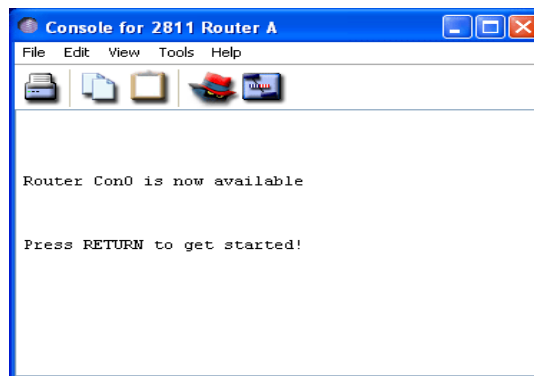 Console for 2811 Router A
File Edit View Tools Help
Router Con0 is now available
Press RETURN to get started!